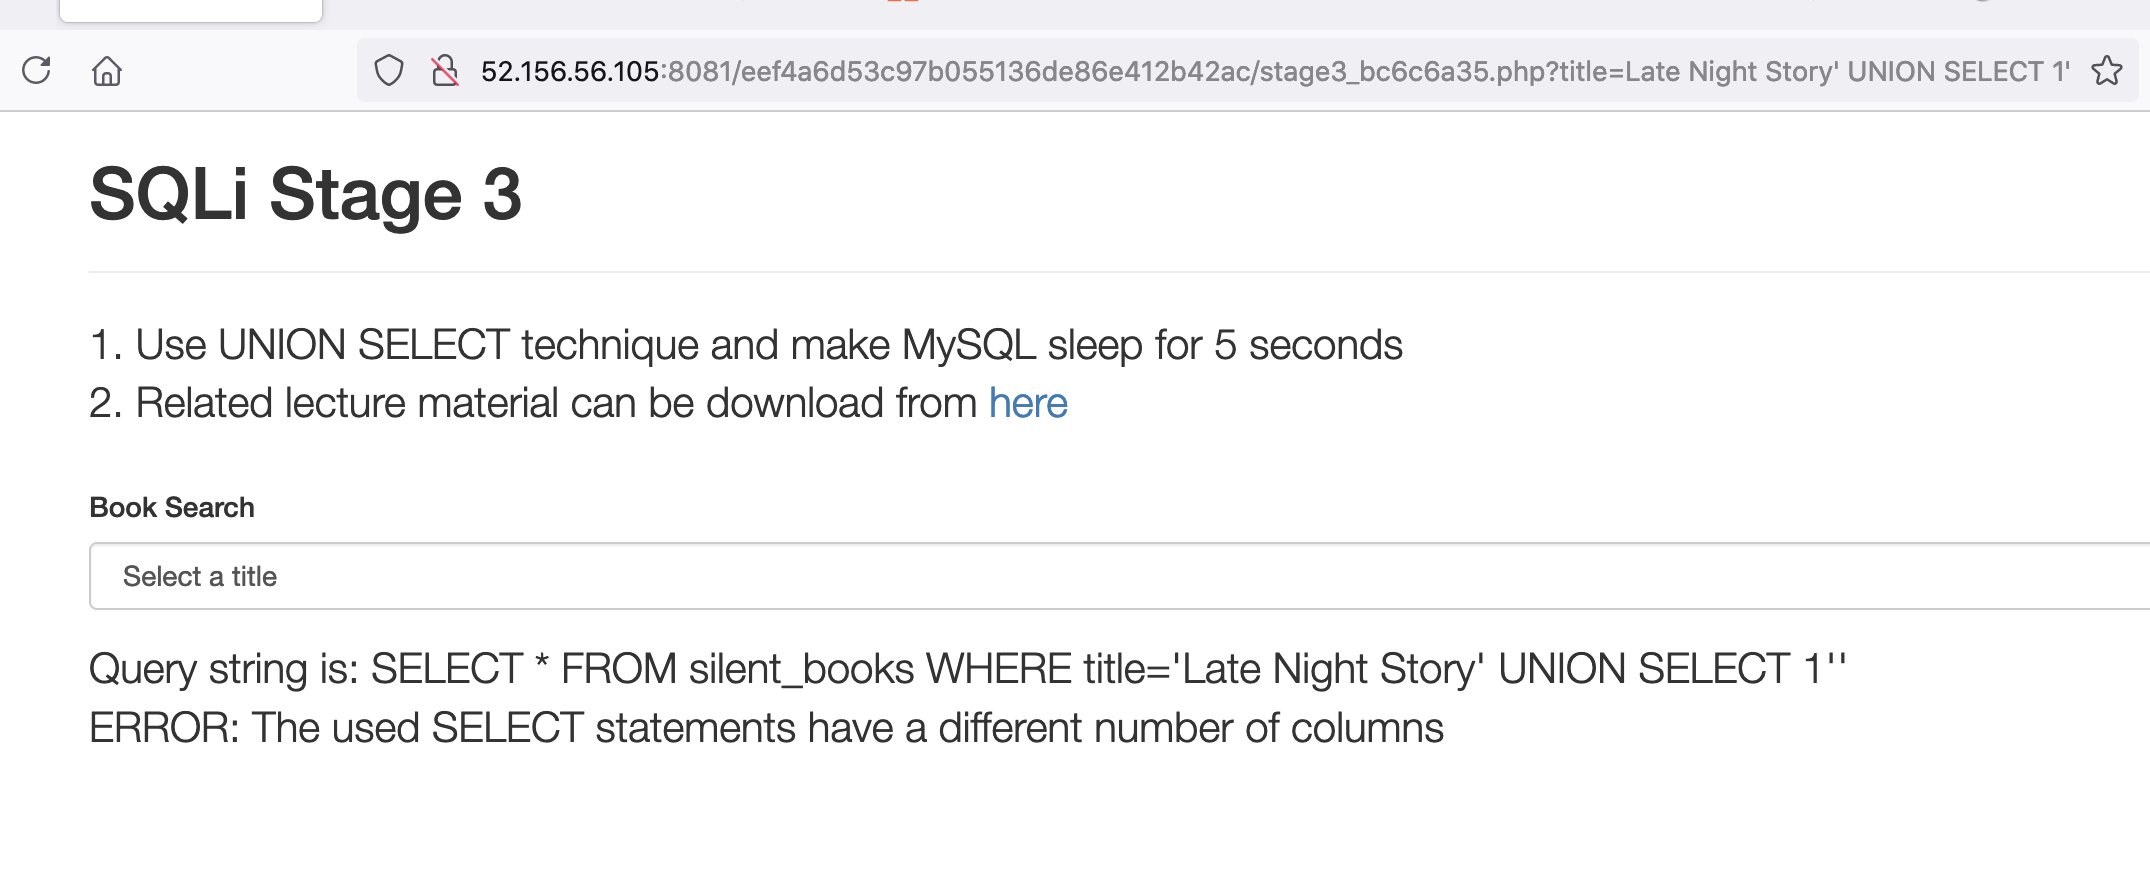 52.156.56.105:8081/eef4a6d53c97b055136de86e412b42ac/stage3_bc6c6a35.php?title=Late Night Story' UNION SELECT 1'
SQLi Stage 3
1. Use UNION SELECT technique and make MySQL sleep for 5 seconds
2. Related lecture material can be download from here
Book Search
Select a title
Query string is: SELECT * FROM silent_books WHERE title='Late Night Story' UNION SELECT 1''
ERROR: The used SELECT statements have a different number of columns